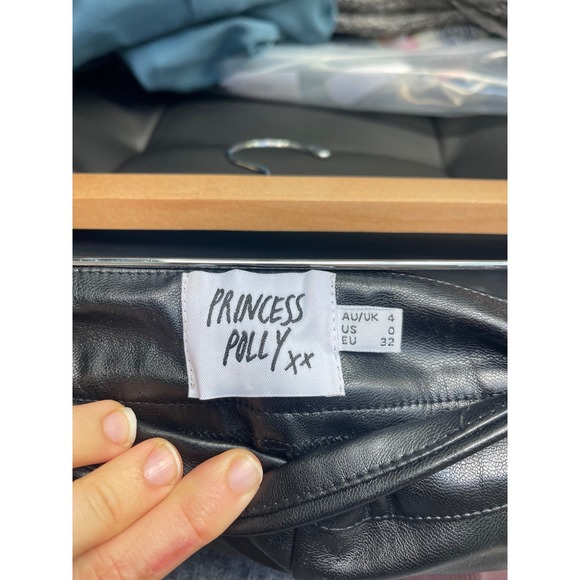 PRINCESS
POLLY xx
AU/UK 4
US 0
EU 32